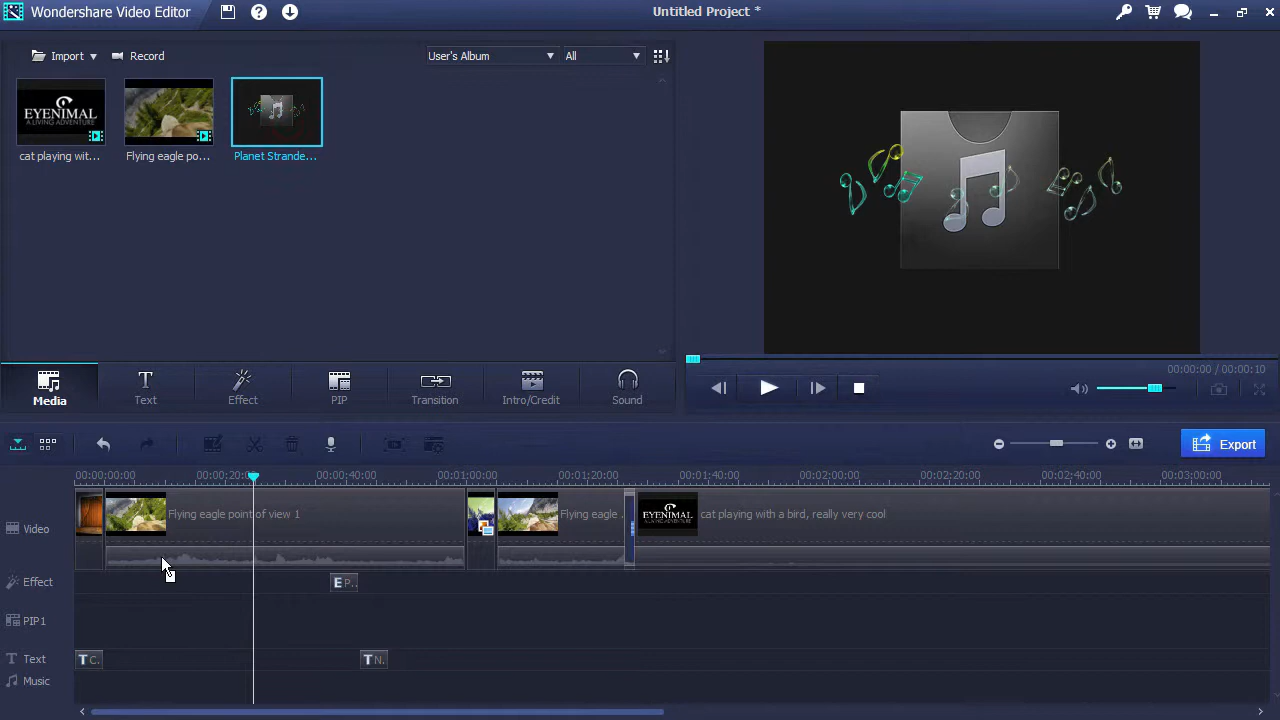 Wondershare Video Editor
Untitled Project *
Import
Record
User's Album
All
EYENIMAL
A LIVING ADVENTURE
cat playing wit...
Flying eagle po...
Planet Strande...
00:00:00 / 00:00:10
Media
Text
Effect
PIP
Transition
Intro/Credit
Sound
Export
00:00:00:00
00:00:20:00
00:00:40:00
00:01:00:00
00:01:20:00
00:01:40:00
00:02:00:00
00:02:20:00
00:02:40:00
00:03:00:00
Video
Flying eagle point of view 1
Flying eagle ..
EYENIMAL
cat playing with a bird, really very cool
Effect
E P..
PIP1
Text
T C.
T N.
Music